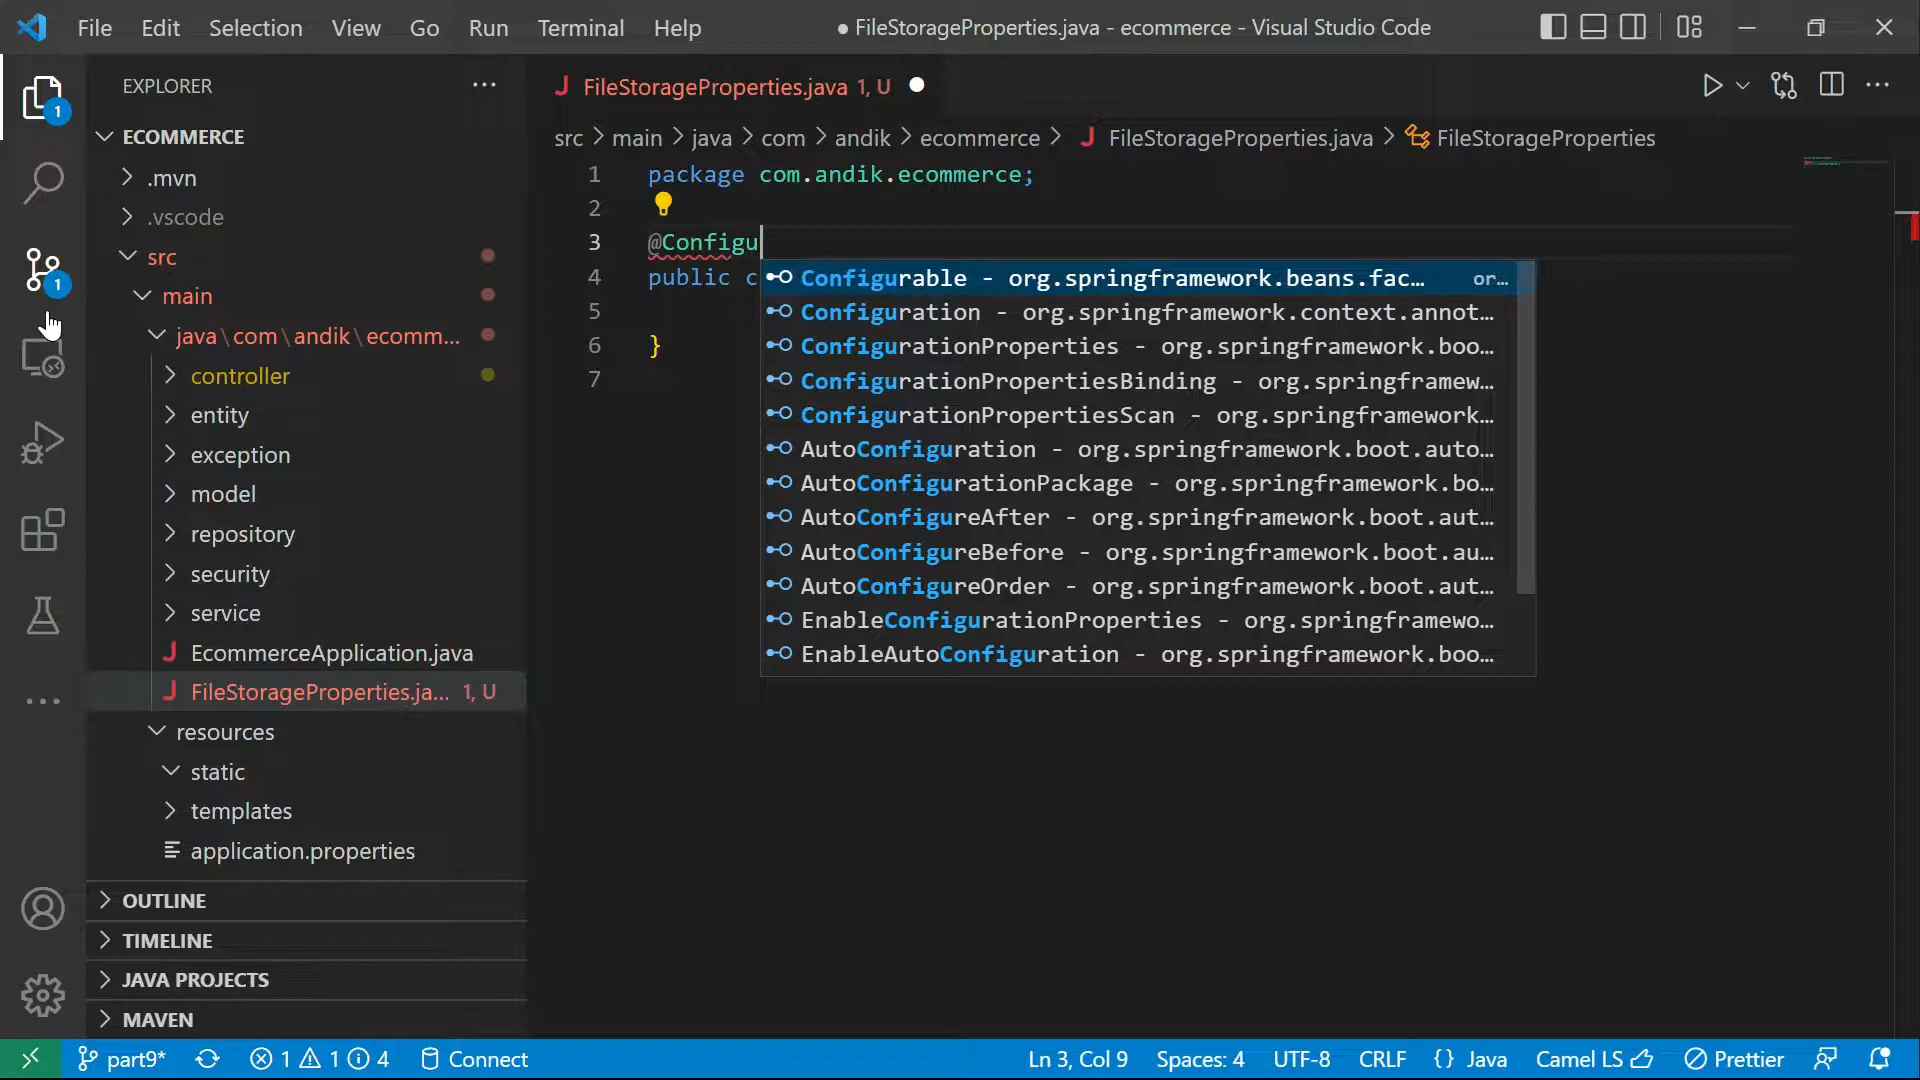 File Edit Selection View Go Run Terminal Help
● FileStorageProperties.java - ecommerce - Visual Studio Code
EXPLORER
ECOMMERCE
.mvn
.vscode
src
main
java\com\andik\ecomm...
controller
entity
exception
model
repository
security
service
EcommerceApplication.java
FileStorageProperties.ja... 1, U
resources
static
templates
application.properties
OUTLINE
TIMELINE
JAVA PROJECTS
MAVEN
1
1
FileStorageProperties.java 1, U
src > main > java > com > andik > ecommerce > FileStorageProperties.java > FileStorageProperties
1 package com.andik.ecommerce;
2
3 @Configu
4 public c
5
6 }
7
Configurable - org.springframework.beans.fac... or...
Configuration - org.springframework.context.annot...
ConfigurationProperties - org.springframework.boo...
ConfigurationPropertiesBinding - org.springframew...
ConfigurationPropertiesScan - org.springframework...
AutoConfiguration - org.springframework.boot.auto...
AutoConfigurationPackage - org.springframework.bo...
AutoConfigureAfter - org.springframework.boot.aut...
AutoConfigureBefore - org.springframework.boot.au...
AutoConfigureOrder - org.springframework.boot.aut...
EnableConfigurationProperties - org.springframewo...
EnableAutoConfiguration - org.springframework.boo...
part9* 1 1 4 Connect Ln 3, Col 9 Spaces: 4 UTF-8 CRLF {} Java Camel LS Prettier